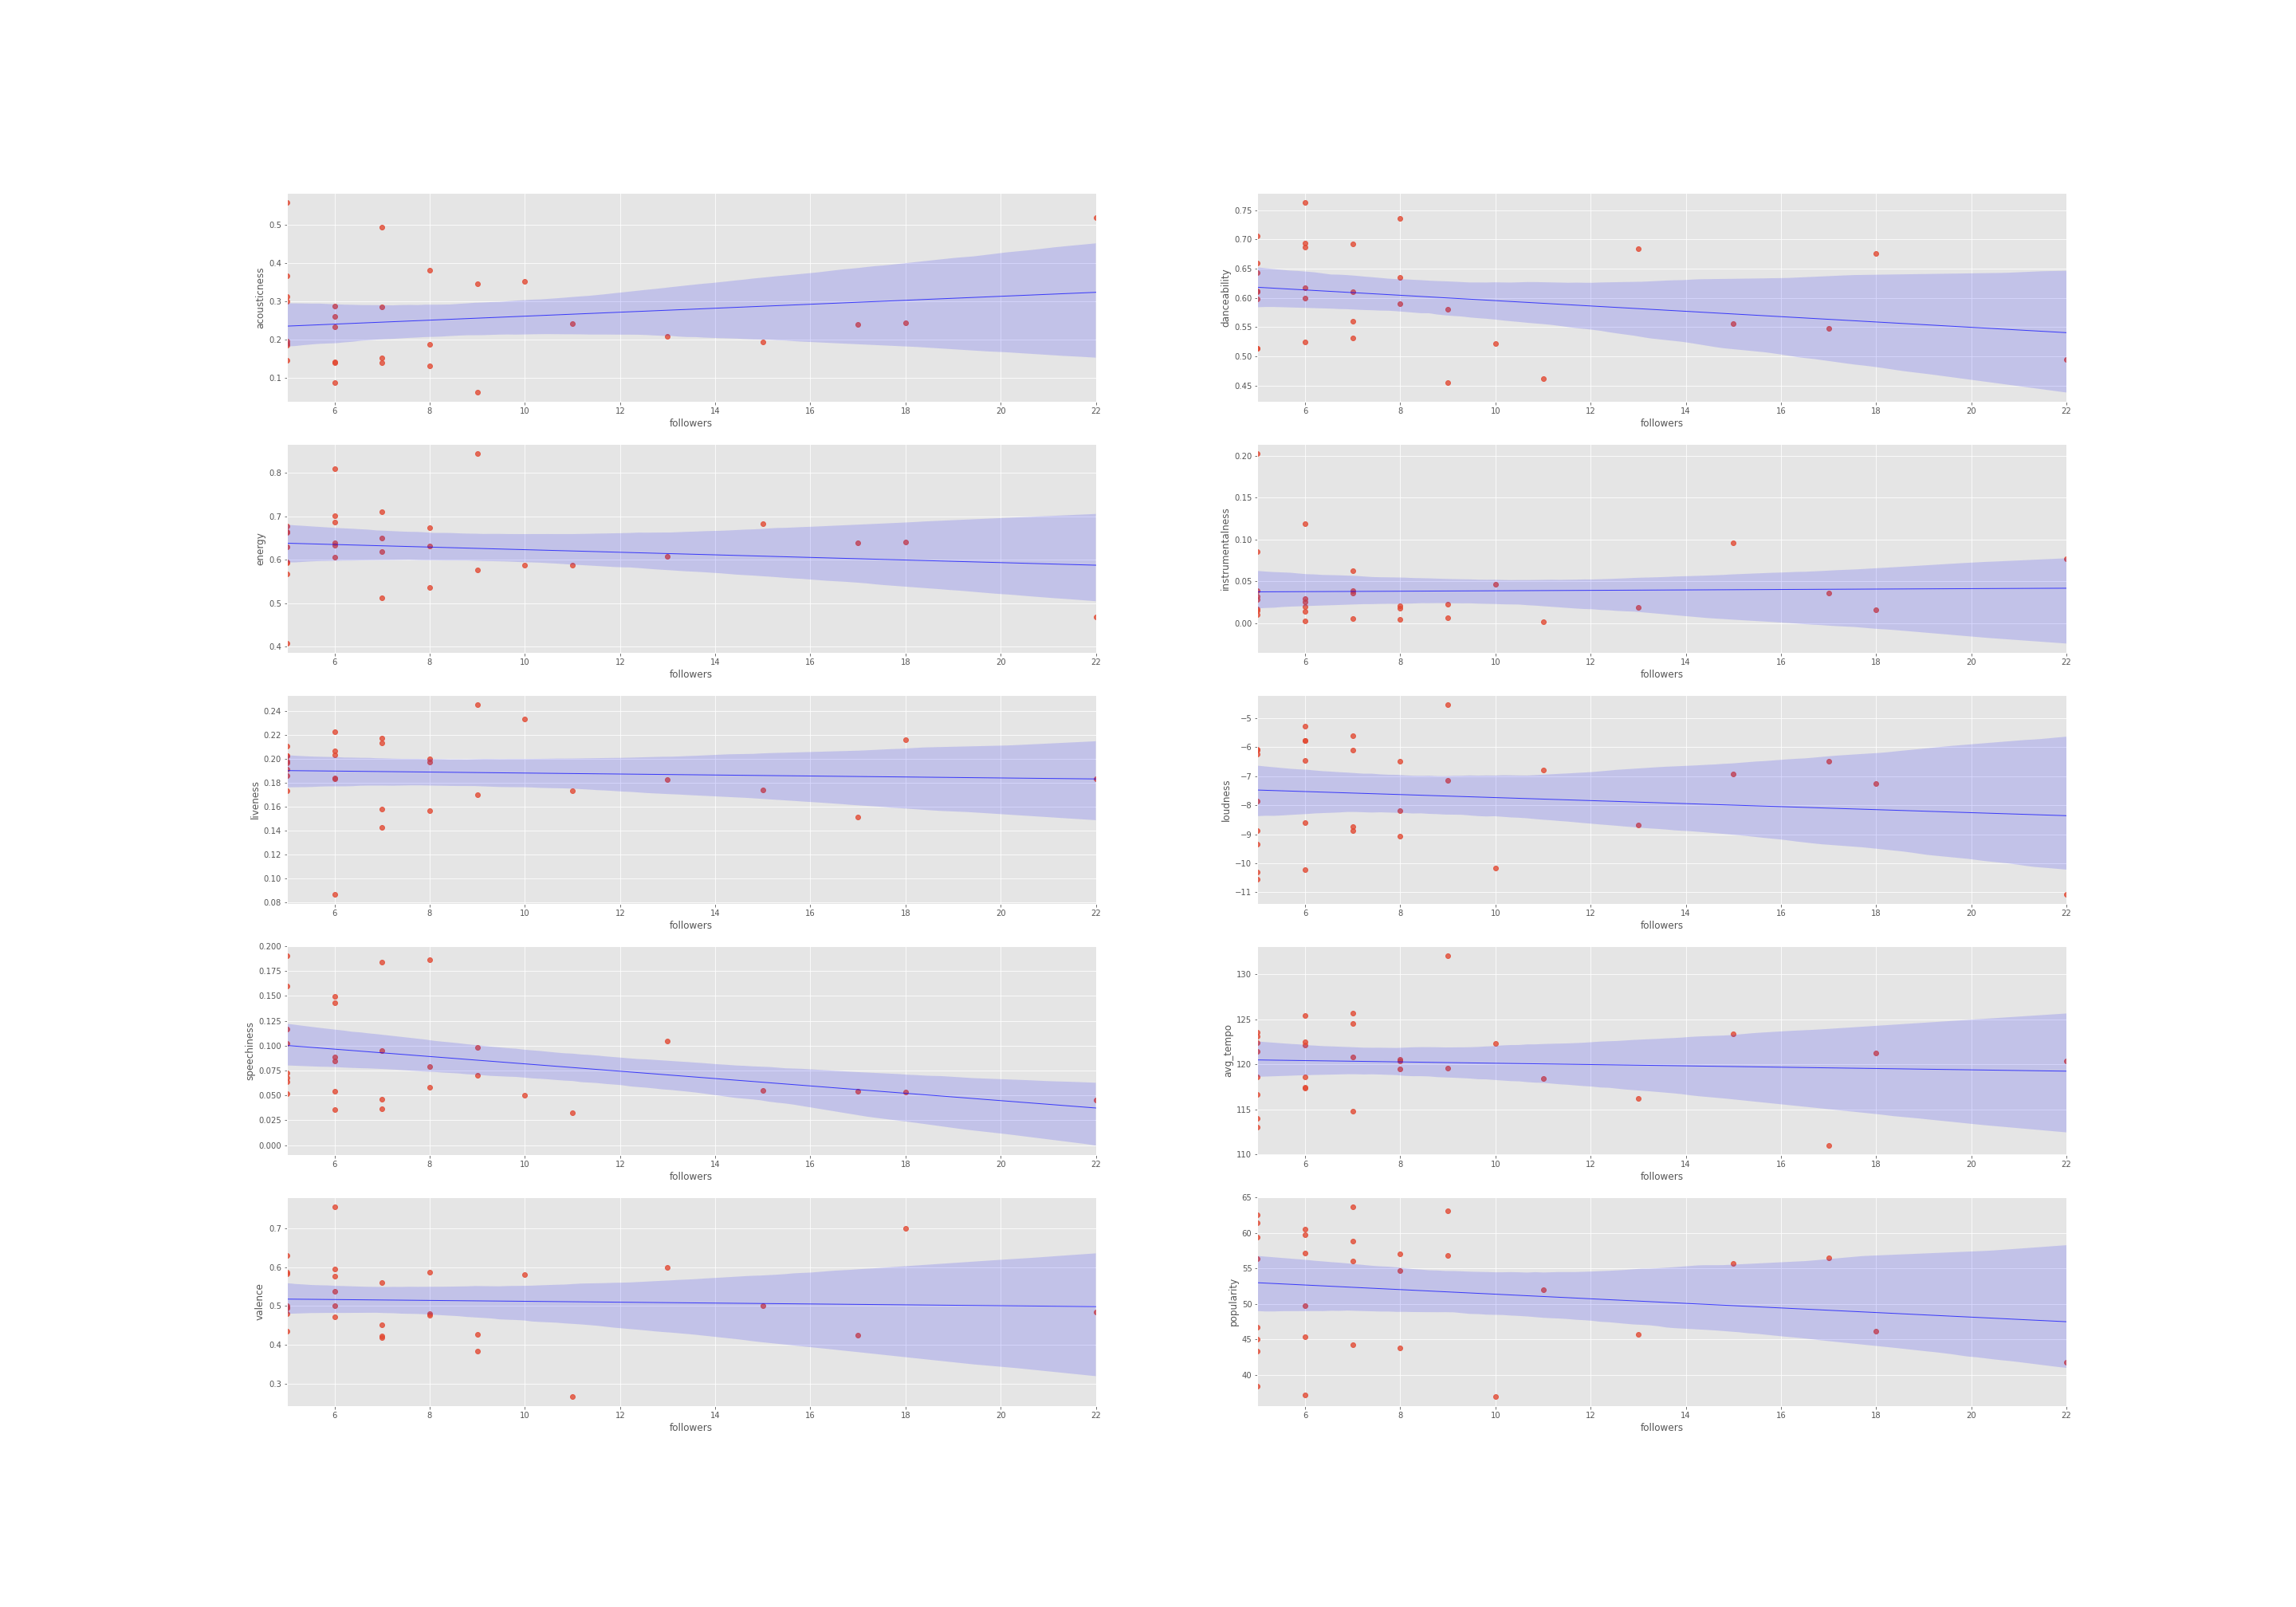 acousticness
0.5
0.4
0.3
0.2
0.1
6 8 10 12 14 16 18 20 22
followers
danceability
0.75
0.70
0.65
0.60
0.55
0.50
0.45
6 8 10 12 14 16 18 20 22
followers
energy
0.8
0.7
0.6
0.5
0.4
6 8 10 12 14 16 18 20 22
followers
instrumentalness
0.20
0.15
0.10
0.05
0.00
6 8 10 12 14 16 18 20 22
followers
liveness
0.24
0.22
0.20
0.18
0.16
0.14
0.12
0.10
0.08
6 8 10 12 14 16 18 20 22
followers
loudness
−5
−6
−7
−8
−9
−10
−11
6 8 10 12 14 16 18 20 22
followers
speechiness
0.200
0.175
0.150
0.125
0.100
0.075
0.050
0.025
0.000
6 8 10 12 14 16 18 20 22
followers
avg_tempo
130
125
120
115
110
6 8 10 12 14 16 18 20 22
followers
valence
0.7
0.6
0.5
0.4
0.3
6 8 10 12 14 16 18 20 22
followers
popularity
65
60
55
50
45
40
6 8 10 12 14 16 18 20 22
followers